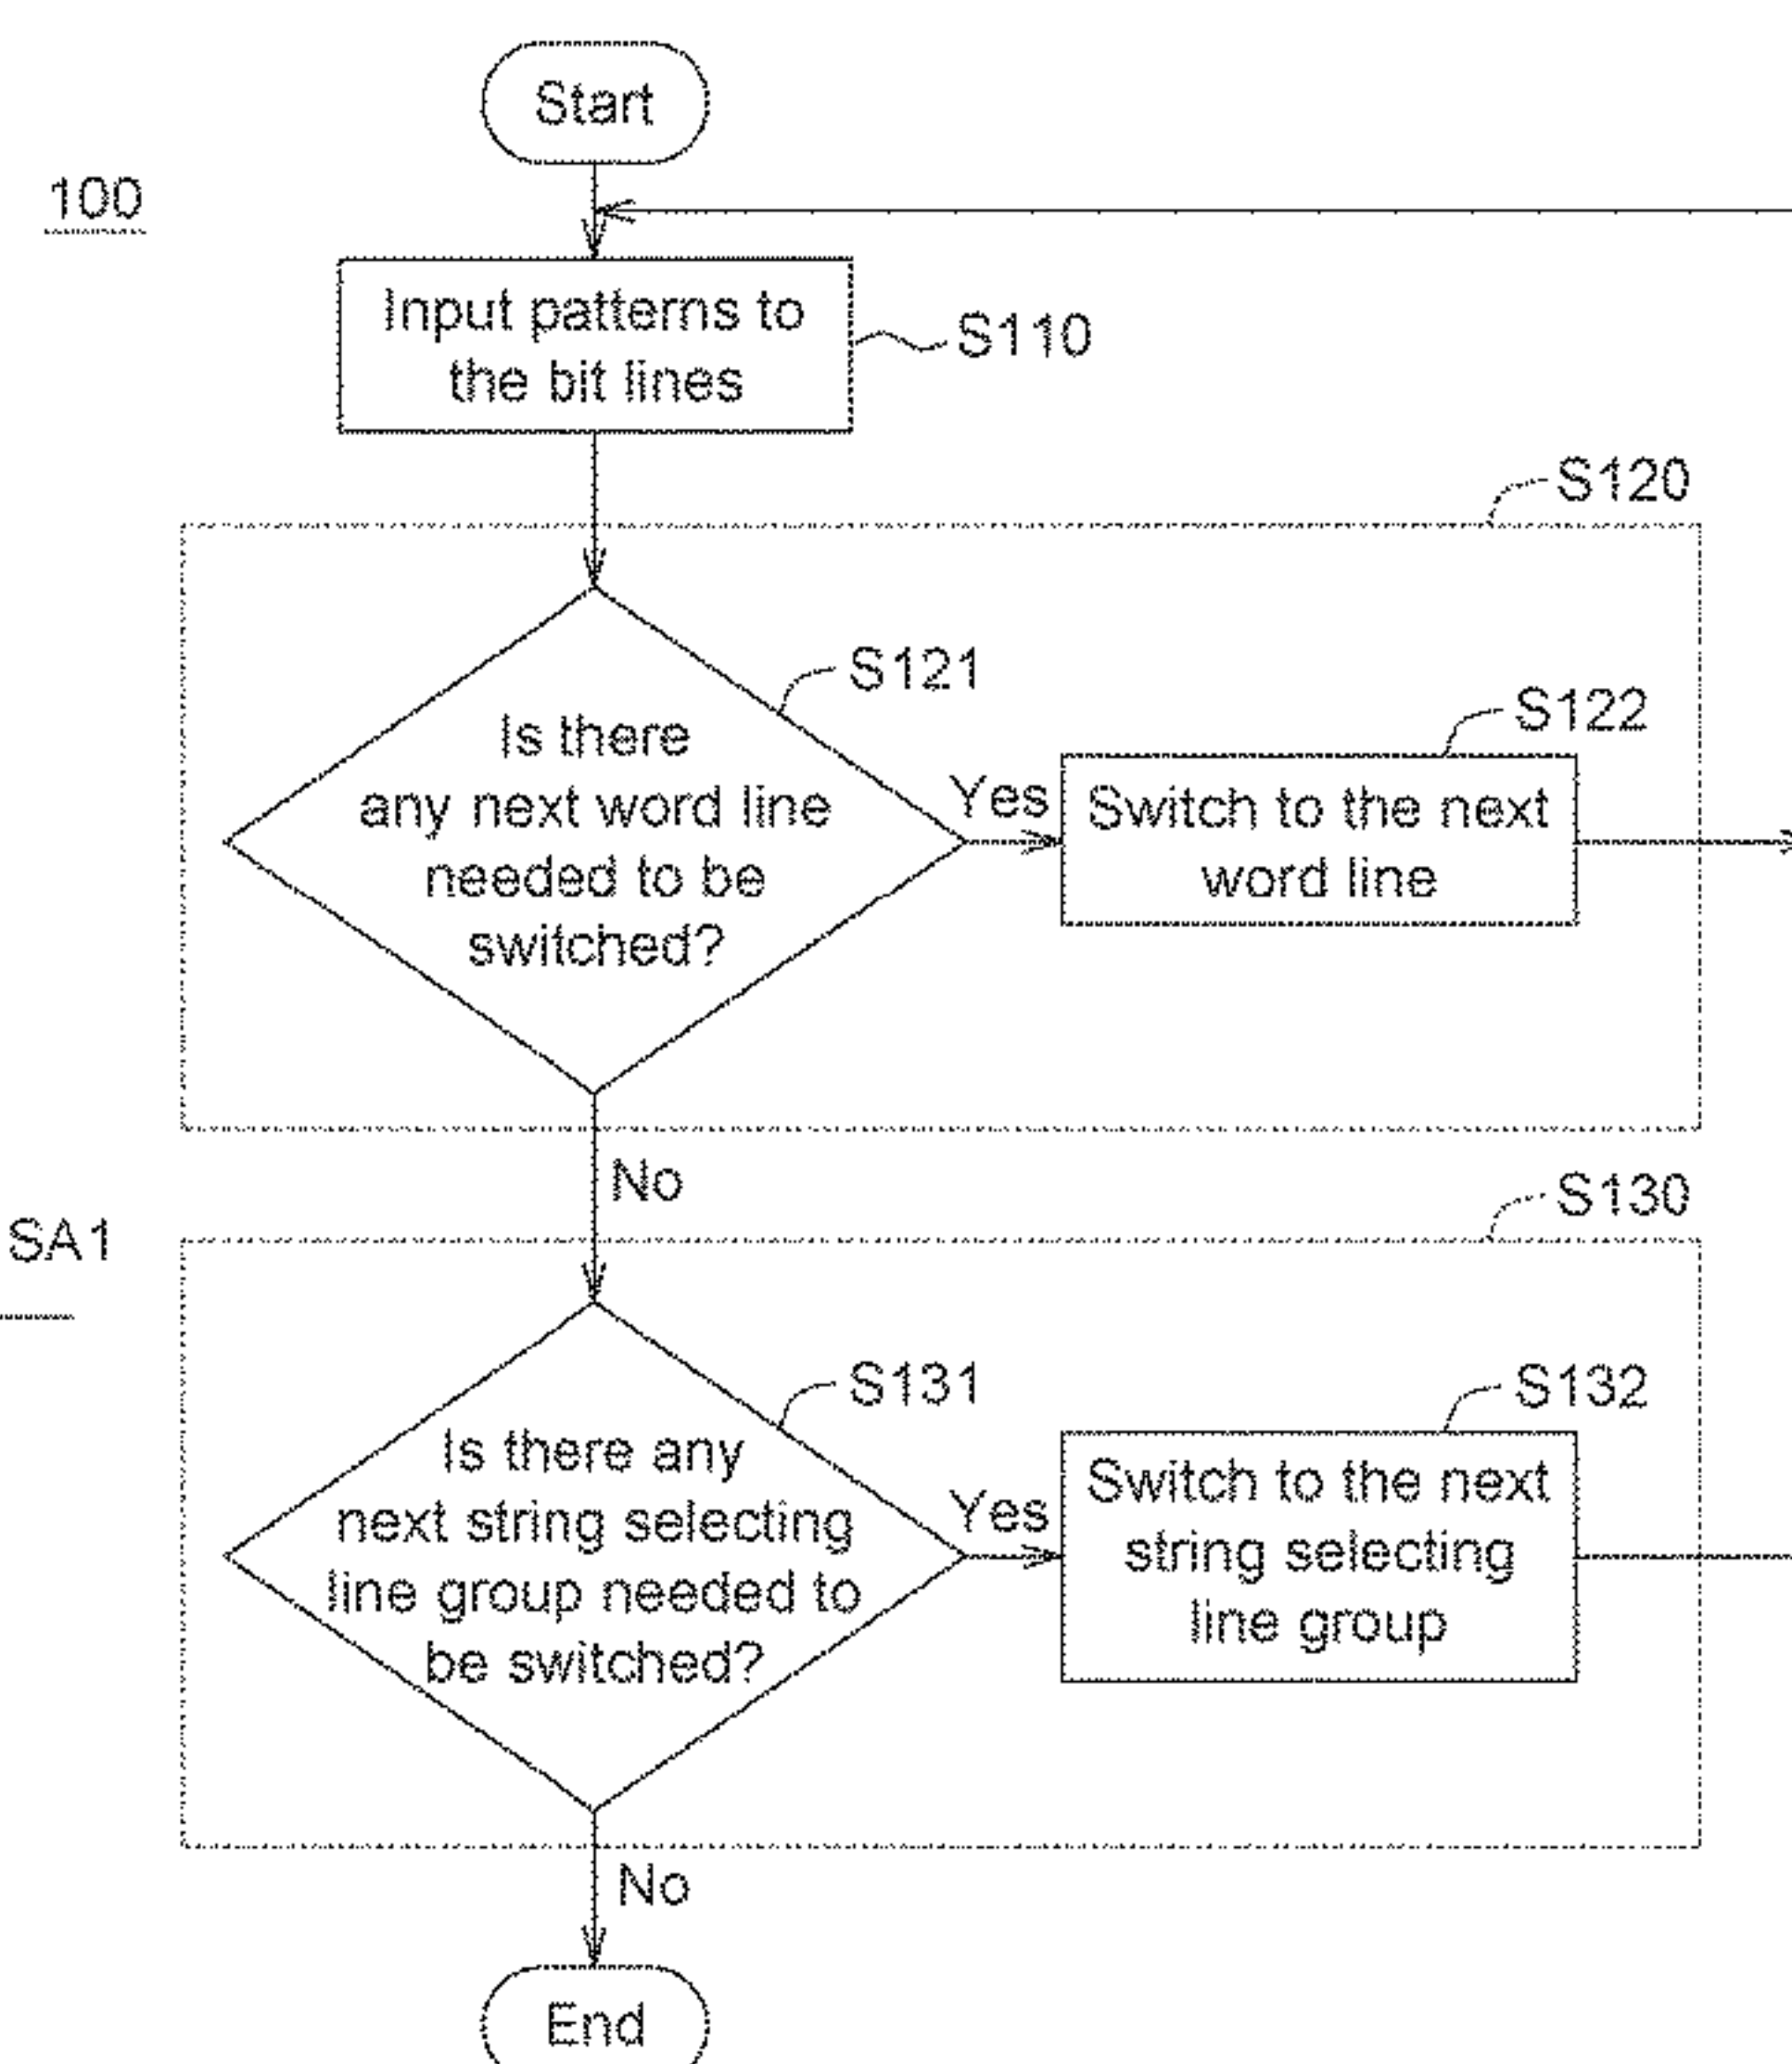 Start
100
Input patterns to
the bit lines
S110
S120
S121
Is there
any next word line
needed to be
switched?
Yes
S122
Switch to the next
word line
No
SA1
S130
S131
Is there any
next string selecting
line group needed to
be switched?
Yes
S132
Switch to the next
string selecting
line group
No
End